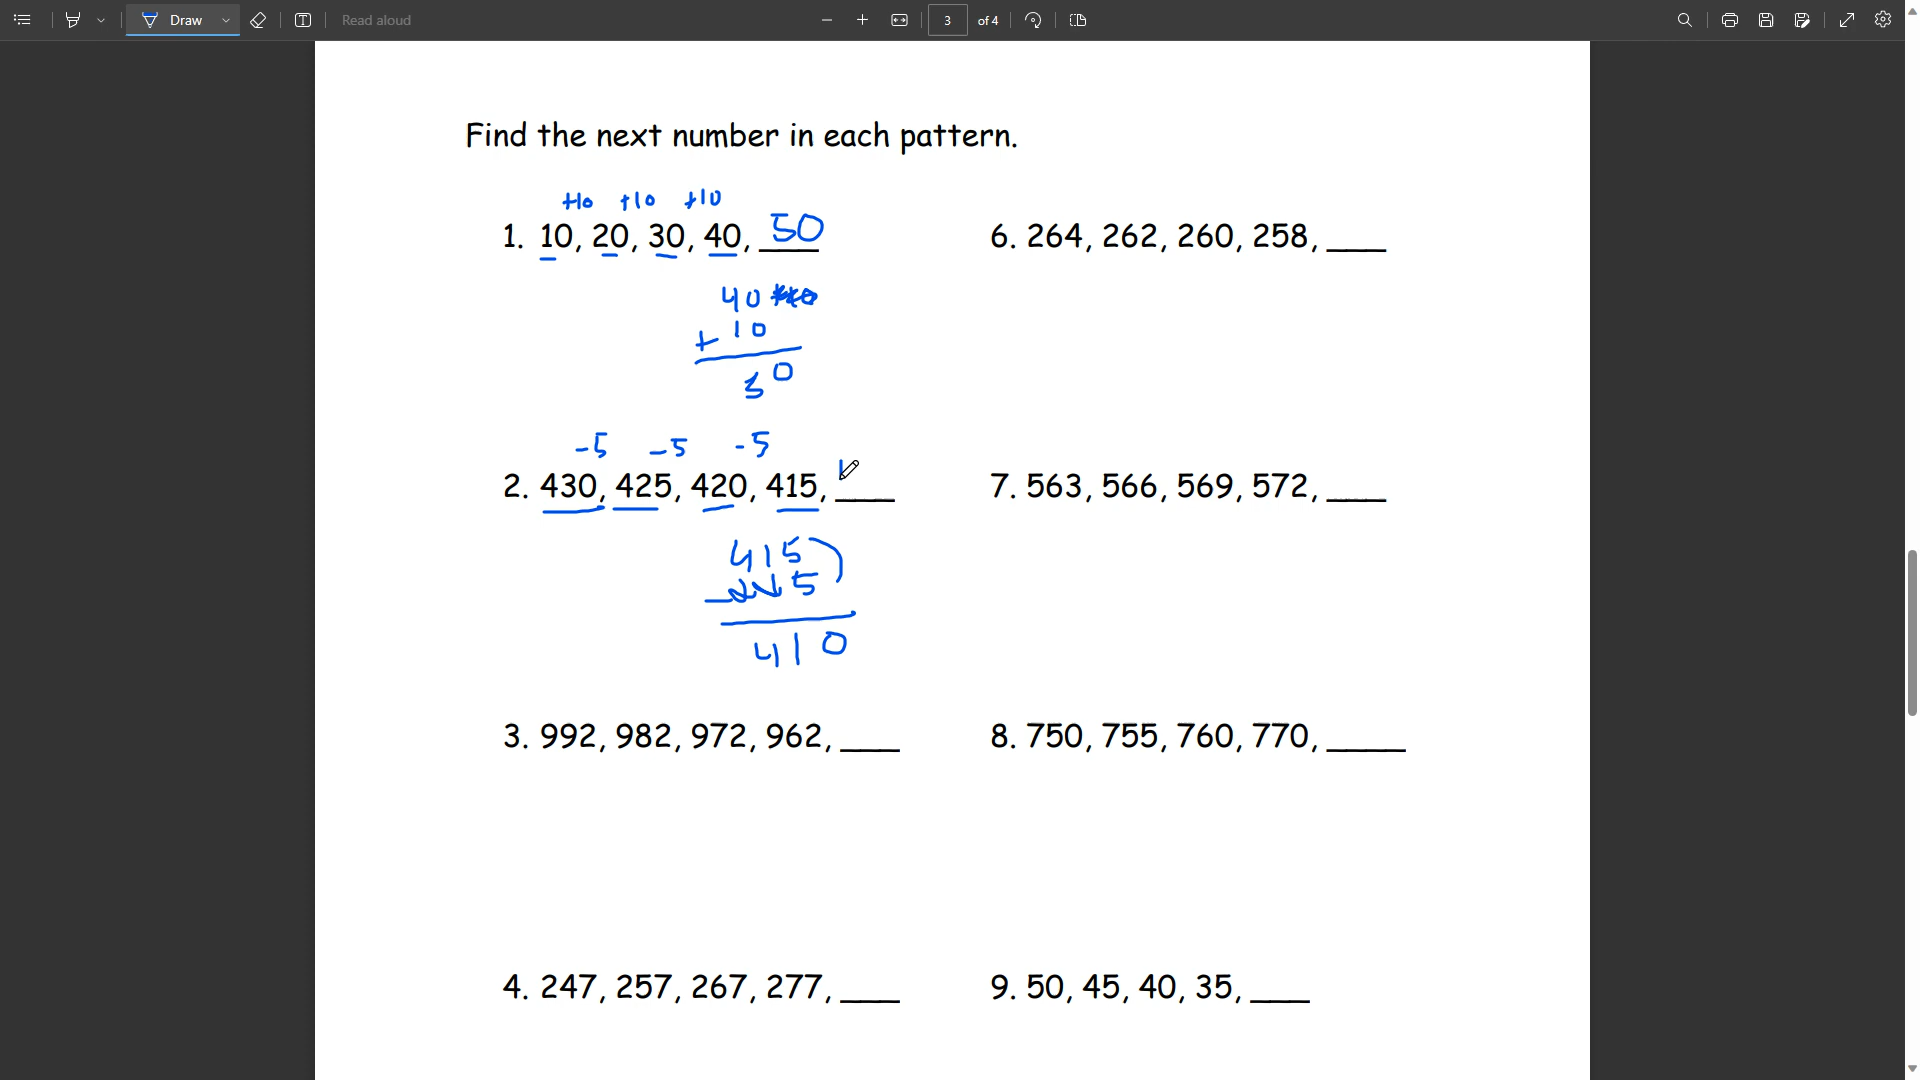 Draw Read aloud 3 of 4
Find the next number in each pattern.
+10 +10 +10
1. 10, 20, 30, 40, ___ 50
40
+ 10
50
-5 -5 -5
2. 430, 425, 420, 415, ___
415
- 5
410
3. 992, 982, 972, 962, ___
4. 247, 257, 267, 277, ___
6. 264, 262, 260, 258, ___
7. 563, 566, 569, 572, ___
8. 750, 755, 760, 770, ____
9. 50, 45, 40, 35, ___